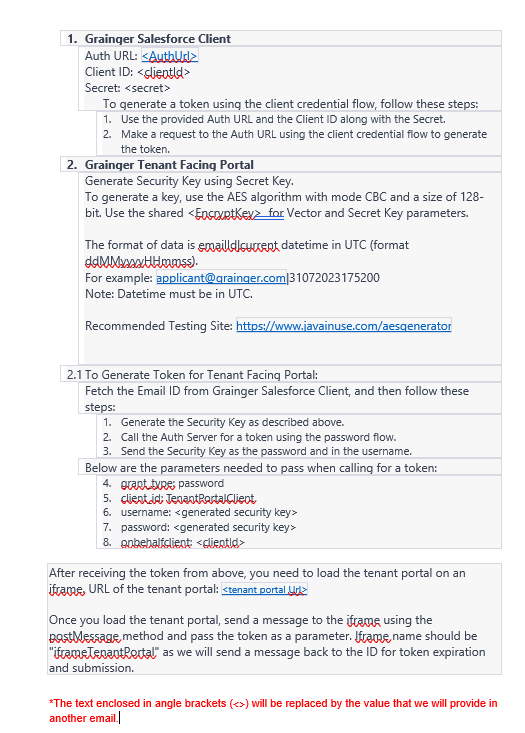 1. Grainger Salesforce Client
Auth URL: <AuthUrl>
Client ID: <clientId>
Secret: <secret>
To generate a token using the client credential flow, follow these steps:
1. Use the provided Auth URL and the Client ID along with the Secret.
2. Make a request to the Auth URL using the client credential flow to generate
the token.
2. Grainger Tenant Facing Portal
Generate Security Key using Secret Key.
To generate a key, use the AES algorithm with mode CBC and a size of 128-
bit. Use the shared <EncryptKey> for Vector and Secret Key parameters.
The format of data is emailId|current datetime in UTC (format
ddMMyyyyHHmmss).
For example: applicant@grainger.com|31072023175200
Note: Datetime must be in UTC.
Recommended Testing Site: https://www.javainuse.com/aesgenerator
2.1 To Generate Token for Tenant Facing Portal:
Fetch the Email ID from Grainger Salesforce Client, and then follow these
steps:
1. Generate the Security Key as described above.
2. Call the Auth Server for a token using the password flow.
3. Send the Security Key as the password and in the username.
Below are the parameters needed to pass when calling for a token:
4. grant_type: password
5. client_id: TenantPortalClient
6. username: <generated security key>
7. password: <generated security key>
8. onbehalfclient: <clientId>
After receiving the token from above, you need to load the tenant portal on an
iframe, URL of the tenant portal: <tenant portal Url>
Once you load the tenant portal, send a message to the iframe using the
postMessage method and pass the token as a parameter. Iframe name should be
"iframeTenantPortal" as we will send a message back to the ID for token expiration
and submission.
*The text enclosed in angle brackets (<>) will be replaced by the value that we will provide in
another email.